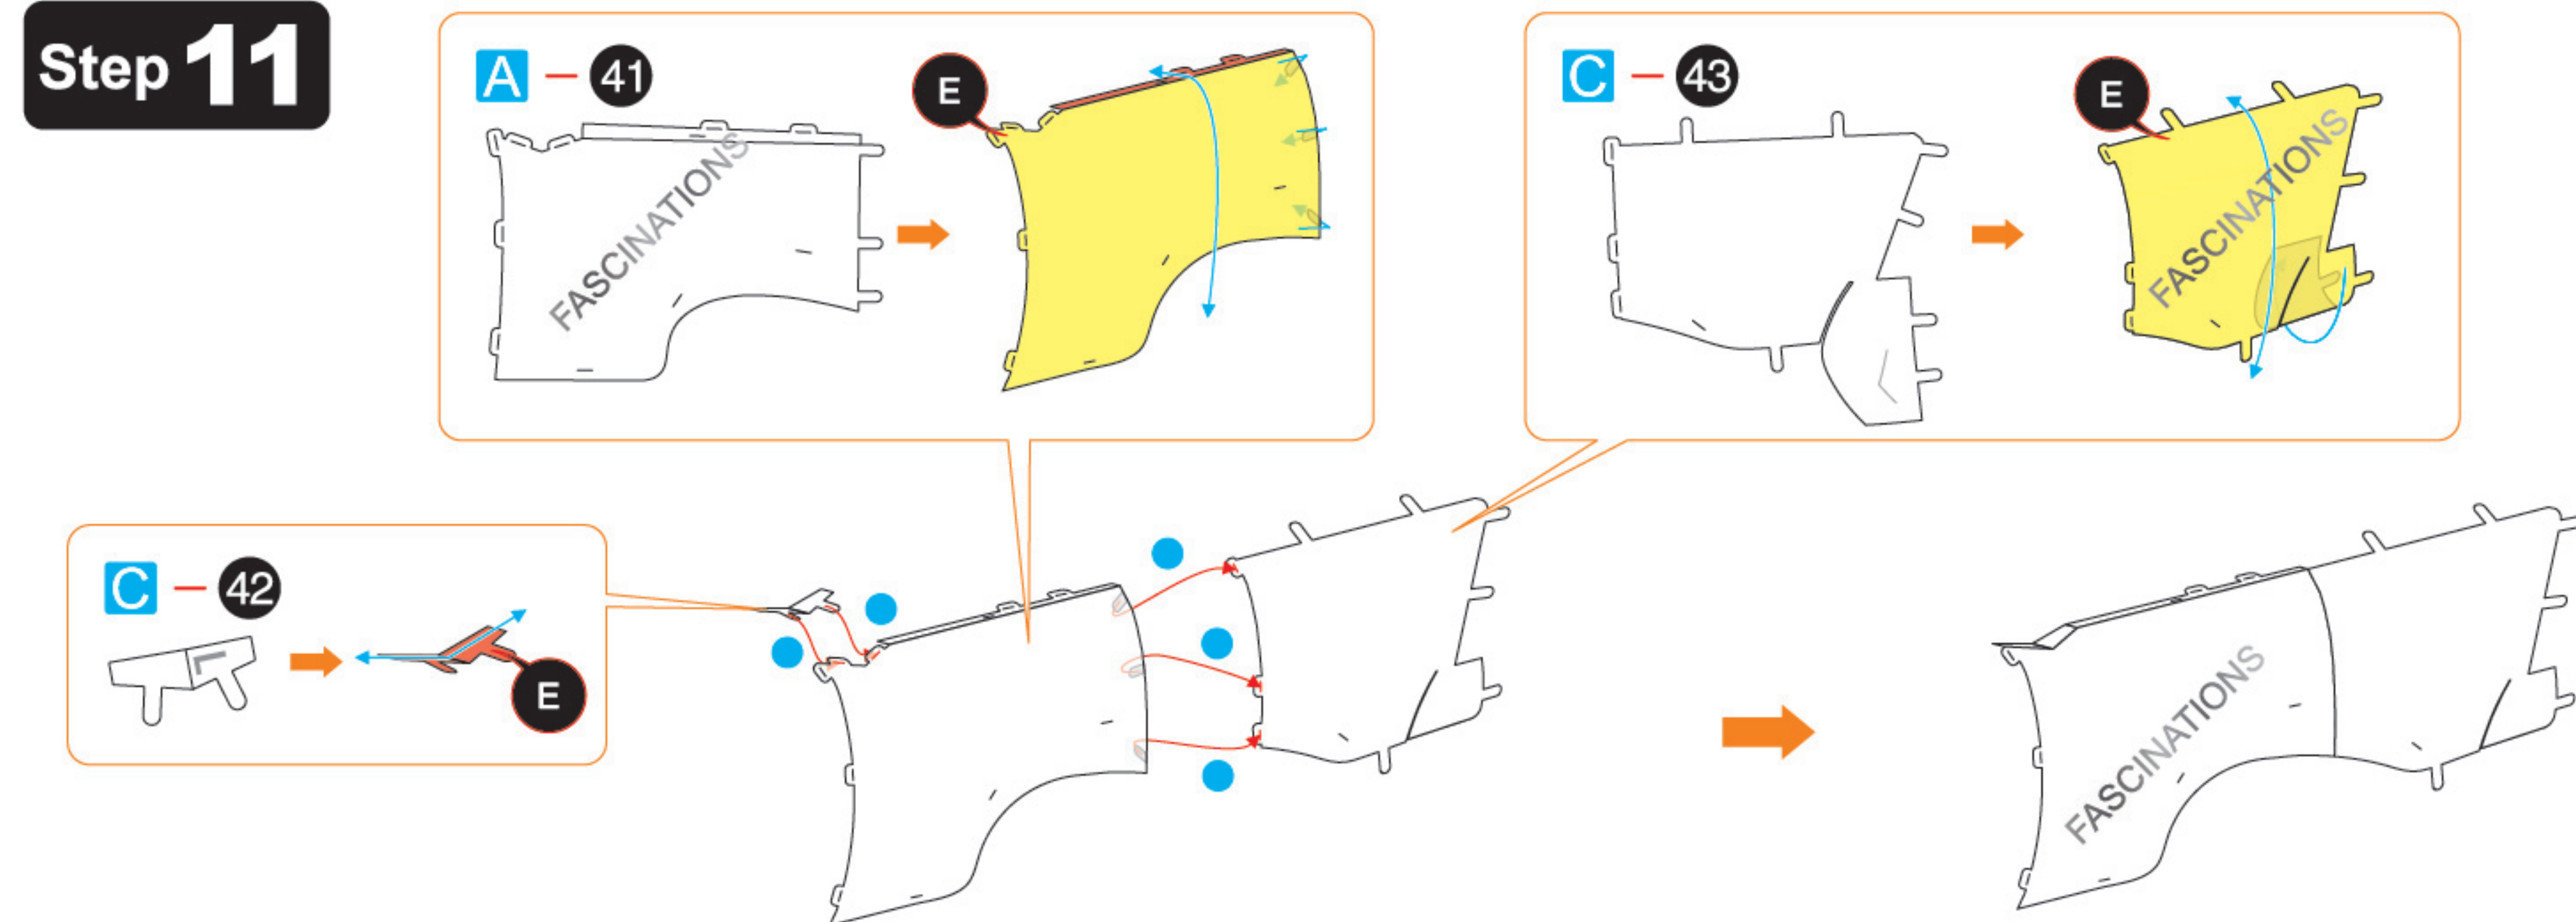 Step 11
A – 41
E
FASCINATIONS
C – 43
E
FASCINATIONS
C – 42
E
FASCINATIONS